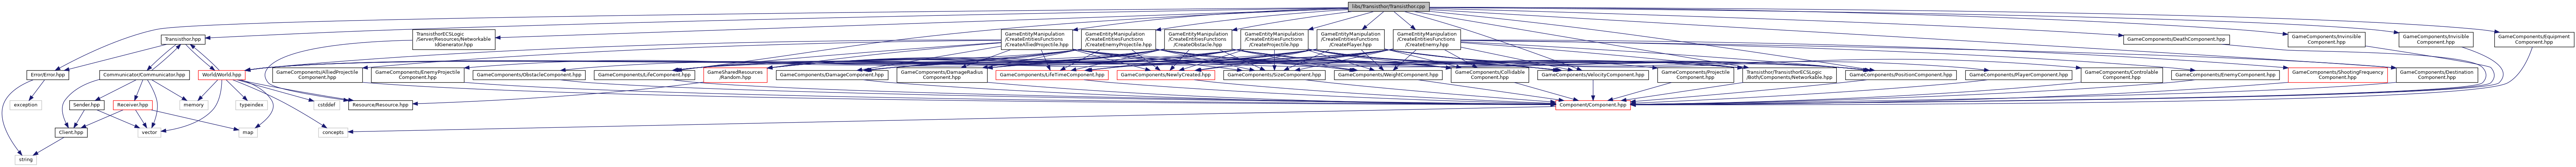 libs/Transisthor/Transisthor.cpp
Transisthor.hpp
TransisthorECSLogic
/Server/Resources/Networkable
IdGenerator.hpp
GameEntityManipulation
/CreateEntitiesFunctions
/CreateAlliedProjectile.hpp
GameEntityManipulation
/CreateEntitiesFunctions
/CreateEnemyProjectile.hpp
GameEntityManipulation
/CreateEntitiesFunctions
/CreateObstacle.hpp
GameEntityManipulation
/CreateEntitiesFunctions
/CreateProjectile.hpp
GameEntityManipulation
/CreateEntitiesFunctions
/CreatePlayer.hpp
GameEntityManipulation
/CreateEntitiesFunctions
/CreateEnemy.hpp
GameComponents/DeathComponent.hpp
GameComponents/Invinsible
Component.hpp
GameComponents/Invisible
Component.hpp
GameComponents/Equipment
Component.hpp
Error/Error.hpp
Communicator/Communicator.hpp
World/World.hpp
GameComponents/AlliedProjectile
Component.hpp
GameComponents/EnemyProjectile
Component.hpp
GameComponents/ObstacleComponent.hpp
GameComponents/LifeComponent.hpp
GameSharedResources
/Random.hpp
GameComponents/DamageComponent.hpp
GameComponents/DamageRadius
Component.hpp
GameComponents/LifeTimeComponent.hpp
GameComponents/NewlyCreated.hpp
GameComponents/SizeComponent.hpp
GameComponents/WeightComponent.hpp
GameComponents/Collidable
Component.hpp
GameComponents/VelocityComponent.hpp
GameComponents/Projectile
Component.hpp
Transisthor/TransisthorECSLogic
/Both/Components/Networkable.hpp
GameComponents/PositionComponent.hpp
GameComponents/PlayerComponent.hpp
GameComponents/Controlable
Component.hpp
GameComponents/EnemyComponent.hpp
GameComponents/ShootingFrequency
Component.hpp
GameComponents/Destination
Component.hpp
exception
Sender.hpp
Receiver.hpp
memory
typeindex
cstddef
Resource/Resource.hpp
Component/Component.hpp
Client.hpp
vector
map
concepts
string